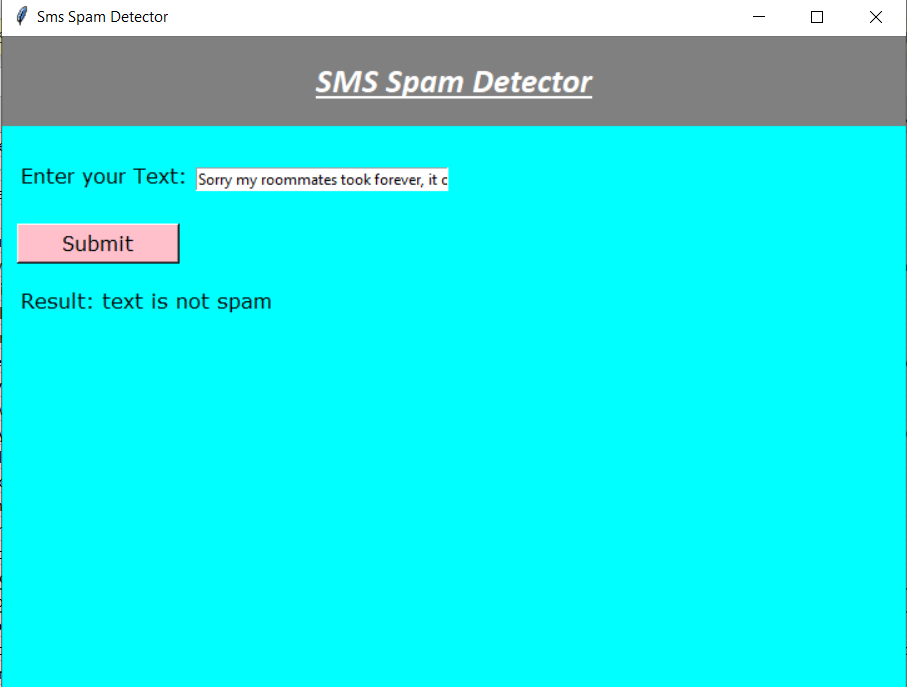 Sms Spam Detector
SMS Spam Detector
Enter your Text: Sorry my roommates took forever, it c
Submit
Result: text is not spam